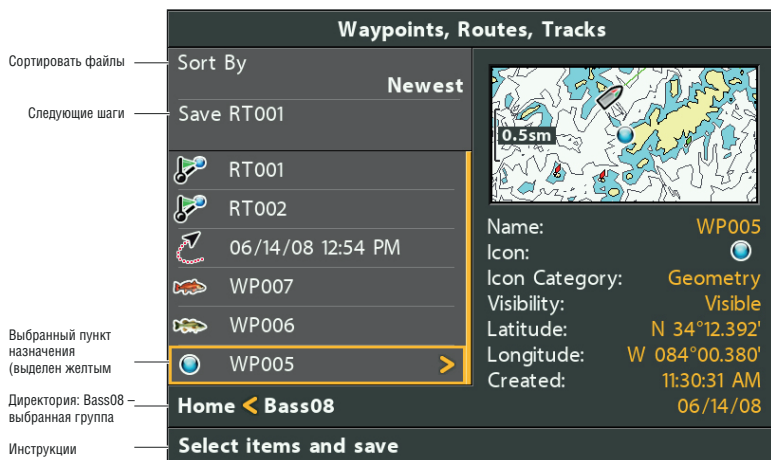 Waypoints, Routes, Tracks
Сортировать файлы
Sort By
Newest
Следующие шаги
Save RT001
0.5sm
RT001
RT002
06/14/08 12:54 PM
WP007
WP006
Выбранный пункт
назначения
(выделен желтым
WP005
Name: WP005
Icon:
Icon Category: Geometry
Visibility: Visible
Latitude: N 34°12.392'
Longitude: W 084°00.380'
Created: 11:30:31 AM
06/14/08
Директория: Bass08 –
выбранная группа
Home < Bass08
Инструкции
Select items and save